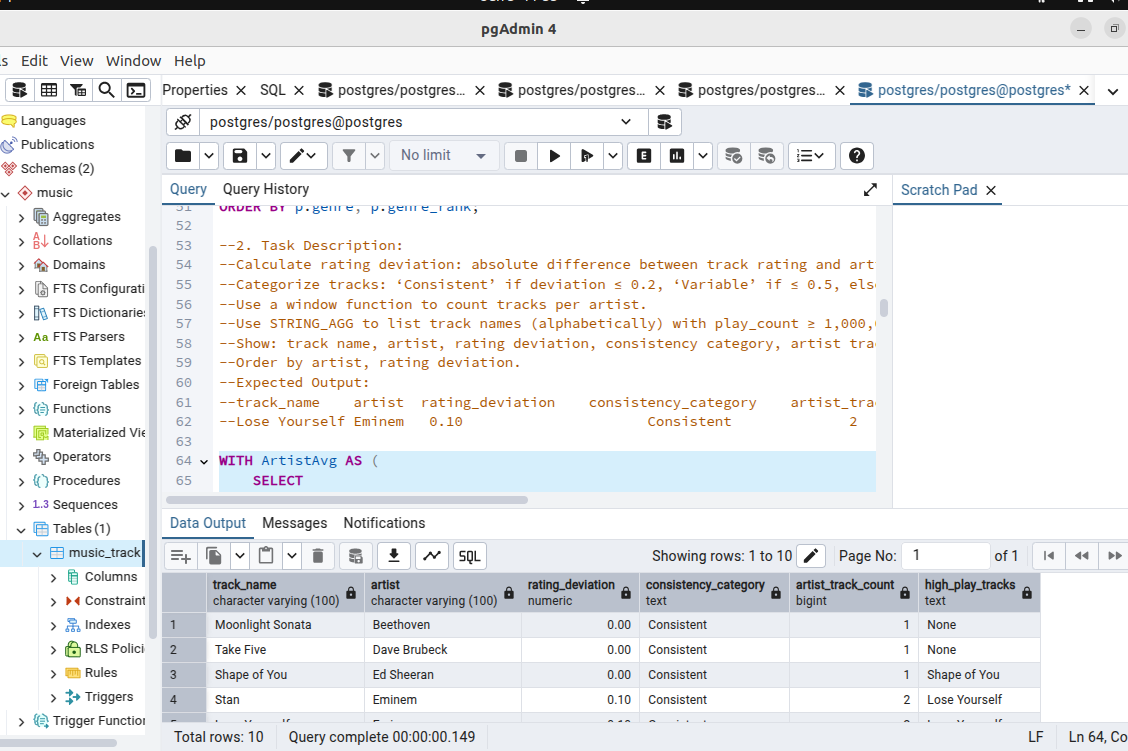 pgAdmin 4
s Edit View Window Help
Properties SQL postgres/postgres... postgres/postgres... postgres/postgres... postgres/postgres@postgres*
postgres/postgres@postgres
No limit
E
Query Query History
Scratch Pad
Languages
Publications
Schemas (2)
music
Aggregates
Collations
Domains
FTS Configurati
FTS Dictionaries
FTS Parsers
FTS Templates
Foreign Tables
Functions
Materialized Vie
Operators
Procedures
1..3 Sequences
Tables (1)
music_track
Columns
Constraint
Indexes
RLS Polici
Rules
Triggers
Trigger Function
51 ORDER BY p.genre, p.genre_rank;
52
53 --2. Task Description:
54 --Calculate rating deviation: absolute difference between track rating and art
55 --Categorize tracks: ‘Consistent’ if deviation ≤ 0.2, ‘Variable’ if ≤ 0.5, els
56 --Use a window function to count tracks per artist.
57 --Use STRING_AGG to list track names (alphabetically) with play_count ≥ 1,000,
58 --Show: track name, artist, rating deviation, consistency category, artist tra
59 --Order by artist, rating deviation.
60 --Expected Output:
61 --track_name artist rating_deviation consistency_category artist_tra
62 --Lose Yourself Eminem 0.10 Consistent 2
63
64 WITH ArtistAvg AS (
65 SELECT
Data Output Messages Notifications
SQL Showing rows: 1 to 10 Page No: 1 of 1
track_name artist rating_deviation consistency_category artist_track_count high_play_tracks
character varying (100) character varying (100) numeric text bigint text
1 Moonlight Sonata Beethoven 0.00 Consistent 1 None
2 Take Five Dave Brubeck 0.00 Consistent 1 None
3 Shape of You Ed Sheeran 0.00 Consistent 1 Shape of You
4 Stan Eminem 0.10 Consistent 2 Lose Yourself
Total rows: 10 Query complete 00:00:00.149 LF Ln 64, Co